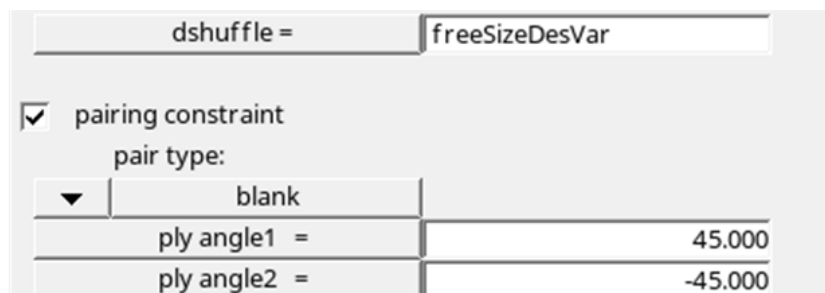 dshuffle = freeSizeDesVar
pairing constraint
pair type:
blank
ply angle1 = 45.000
ply angle2 = -45.000